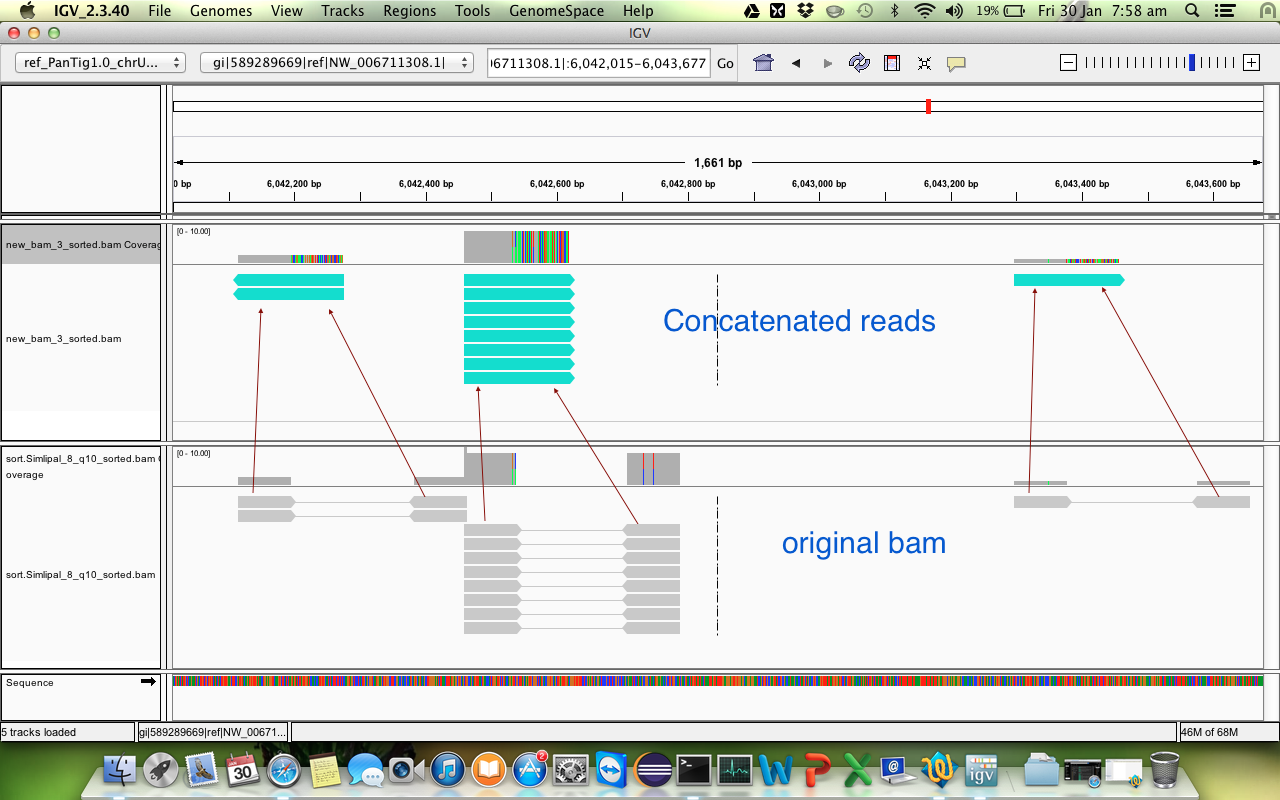 IGV_2.3.40 File Genomes View Tracks Regions Tools GenomeSpace Help 19% Fri 30 Jan 7:58 am
IGV
ref_PanTig1.0_chrU... gi|589289669|ref|NW_006711308.1| 6711308.1|:6,042,015-6,043,677 Go
1,661 bp
0 bp 6,042,200 bp 6,042,400 bp 6,042,600 bp 6,042,800 bp 6,043,000 bp 6,043,200 bp 6,043,400 bp 6,043,600 bp
[0 - 10.00]
new_bam_3_sorted.bam Coverag
Concatenated reads
new_bam_3_sorted.bam
[0 - 10.00]
sort.Simlipal_8_q10_sorted.bam C
overage
original bam
sort.Simlipal_8_q10_sorted.bam
Sequence
5 tracks loaded gi|589289669|ref|NW_00671... 46M of 68M
JAN
30
2
igv